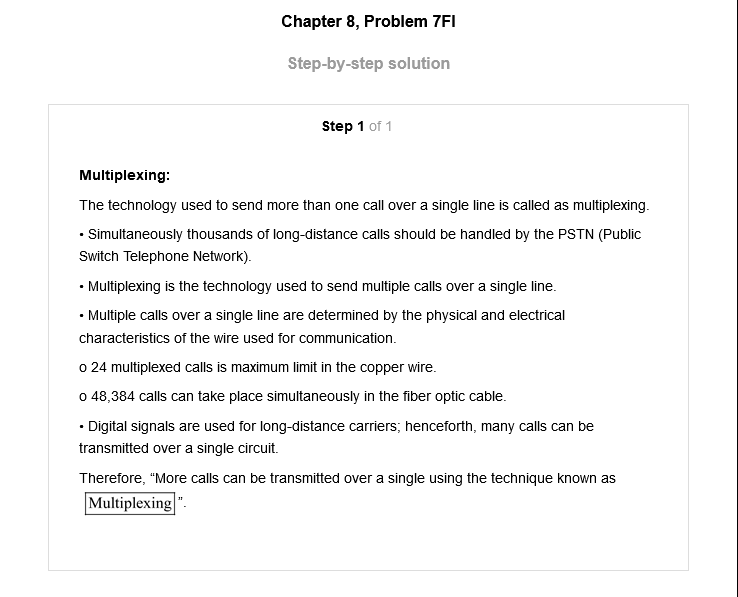 Chapter 8, Problem 7FI
Step-by-step solution
Step 1 of 1
Multiplexing:
The technology used to send more than one call over a single line is called as multiplexing.
• Simultaneously thousands of long-distance calls should be handled by the PSTN (Public
Switch Telephone Network).
• Multiplexing is the technology used to send multiple calls over a single line.
• Multiple calls over a single line are determined by the physical and electrical
characteristics of the wire used for communication.
o 24 multiplexed calls is maximum limit in the copper wire.
o 48,384 calls can take place simultaneously in the fiber optic cable.
• Digital signals are used for long-distance carriers; henceforth, many calls can be
transmitted over a single circuit.
Therefore, “More calls can be transmitted over a single using the technique known as
Multiplexing ”.